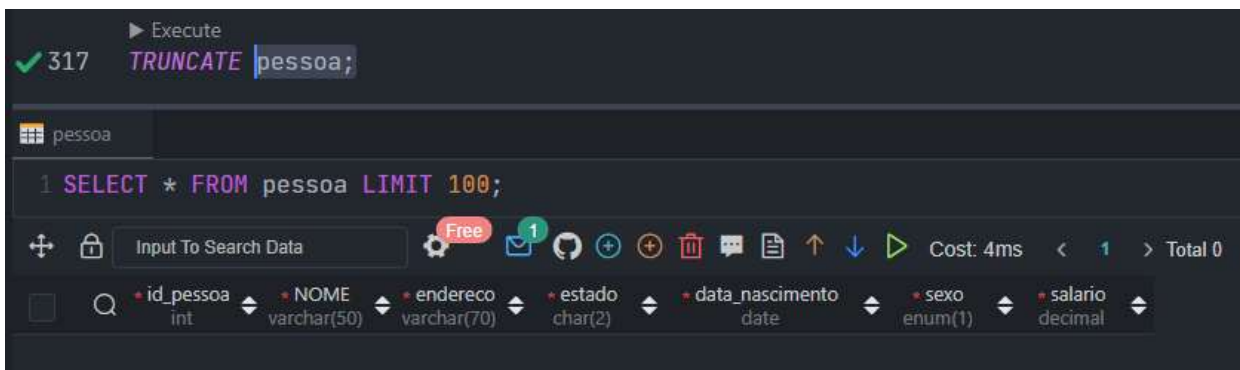 Execute
317 TRUNCATE pessoa;
pessoa
1 SELECT * FROM pessoa LIMIT 100;
Input To Search Data Free 1 Cost: 4ms < 1 > Total 0
* id_pessoa * NOME * endereco * estado * data_nascimento * sexo * salario
int varchar(50) varchar(70) char(2) date enum(1) decimal